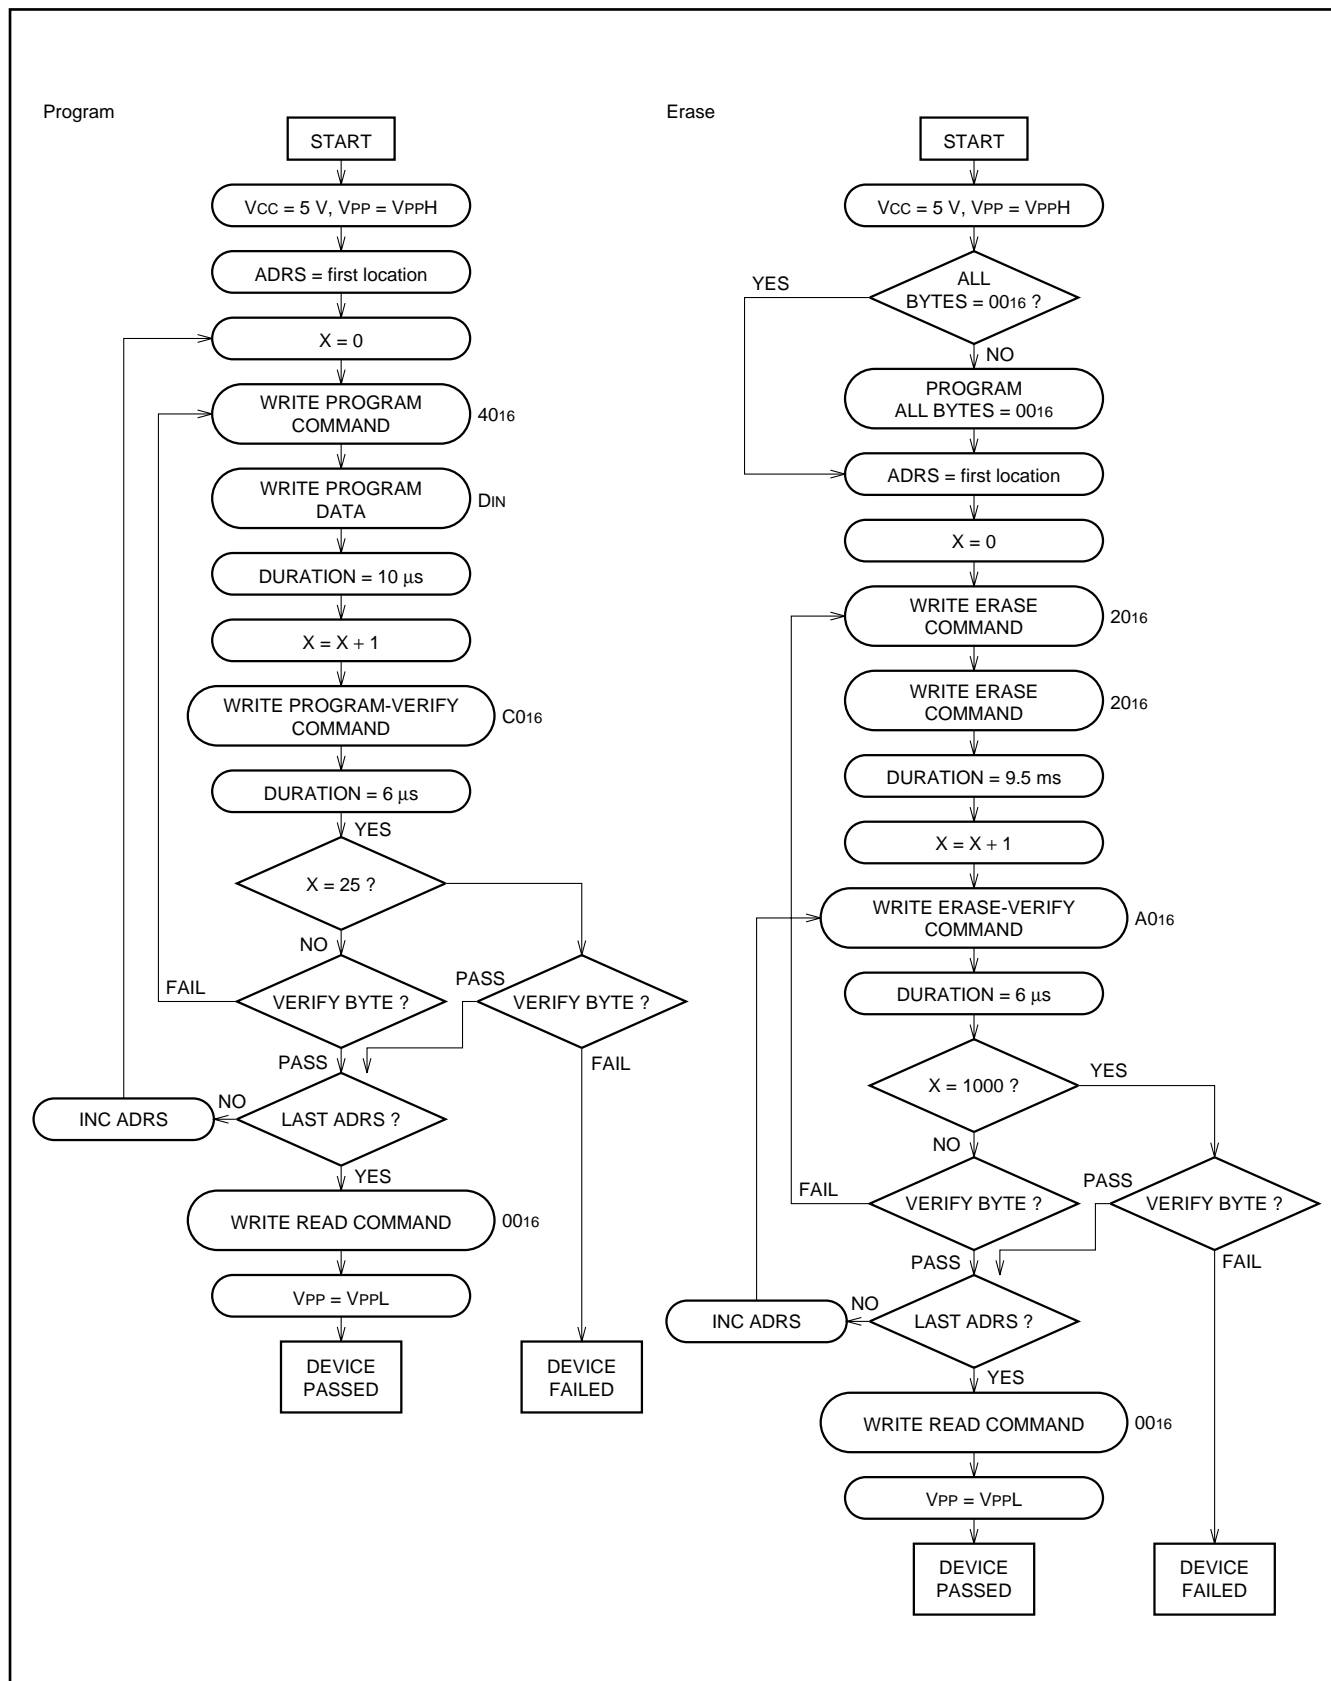 Program
START
VCC = 5 V, VPP = VPPH
ADRS = first location
X = 0
WRITE PROGRAM
COMMAND
4016
WRITE PROGRAM
DATA
DIN
DURATION = 10 µs
X = X + 1
WRITE PROGRAM-VERIFY
COMMAND
C016
DURATION = 6 µs
YES
X = 25 ?
NO
FAIL
VERIFY BYTE ?
PASS
VERIFY BYTE ?
PASS
FAIL
INC ADRS
NO
LAST ADRS ?
YES
WRITE READ COMMAND
0016
VPP = VPPL
DEVICE
PASSED
DEVICE
FAILED
Erase
START
VCC = 5 V, VPP = VPPH
YES
ALL
BYTES = 0016 ?
NO
PROGRAM
ALL BYTES = 0016
ADRS = first location
X = 0
WRITE ERASE
COMMAND
2016
WRITE ERASE
COMMAND
2016
DURATION = 9.5 ms
X = X + 1
WRITE ERASE-VERIFY
COMMAND
A016
DURATION = 6 µs
X = 1000 ?
YES
NO
FAIL
VERIFY BYTE ?
PASS
VERIFY BYTE ?
PASS
FAIL
INC ADRS
NO
LAST ADRS ?
YES
WRITE READ COMMAND
0016
VPP = VPPL
DEVICE
PASSED
DEVICE
FAILED